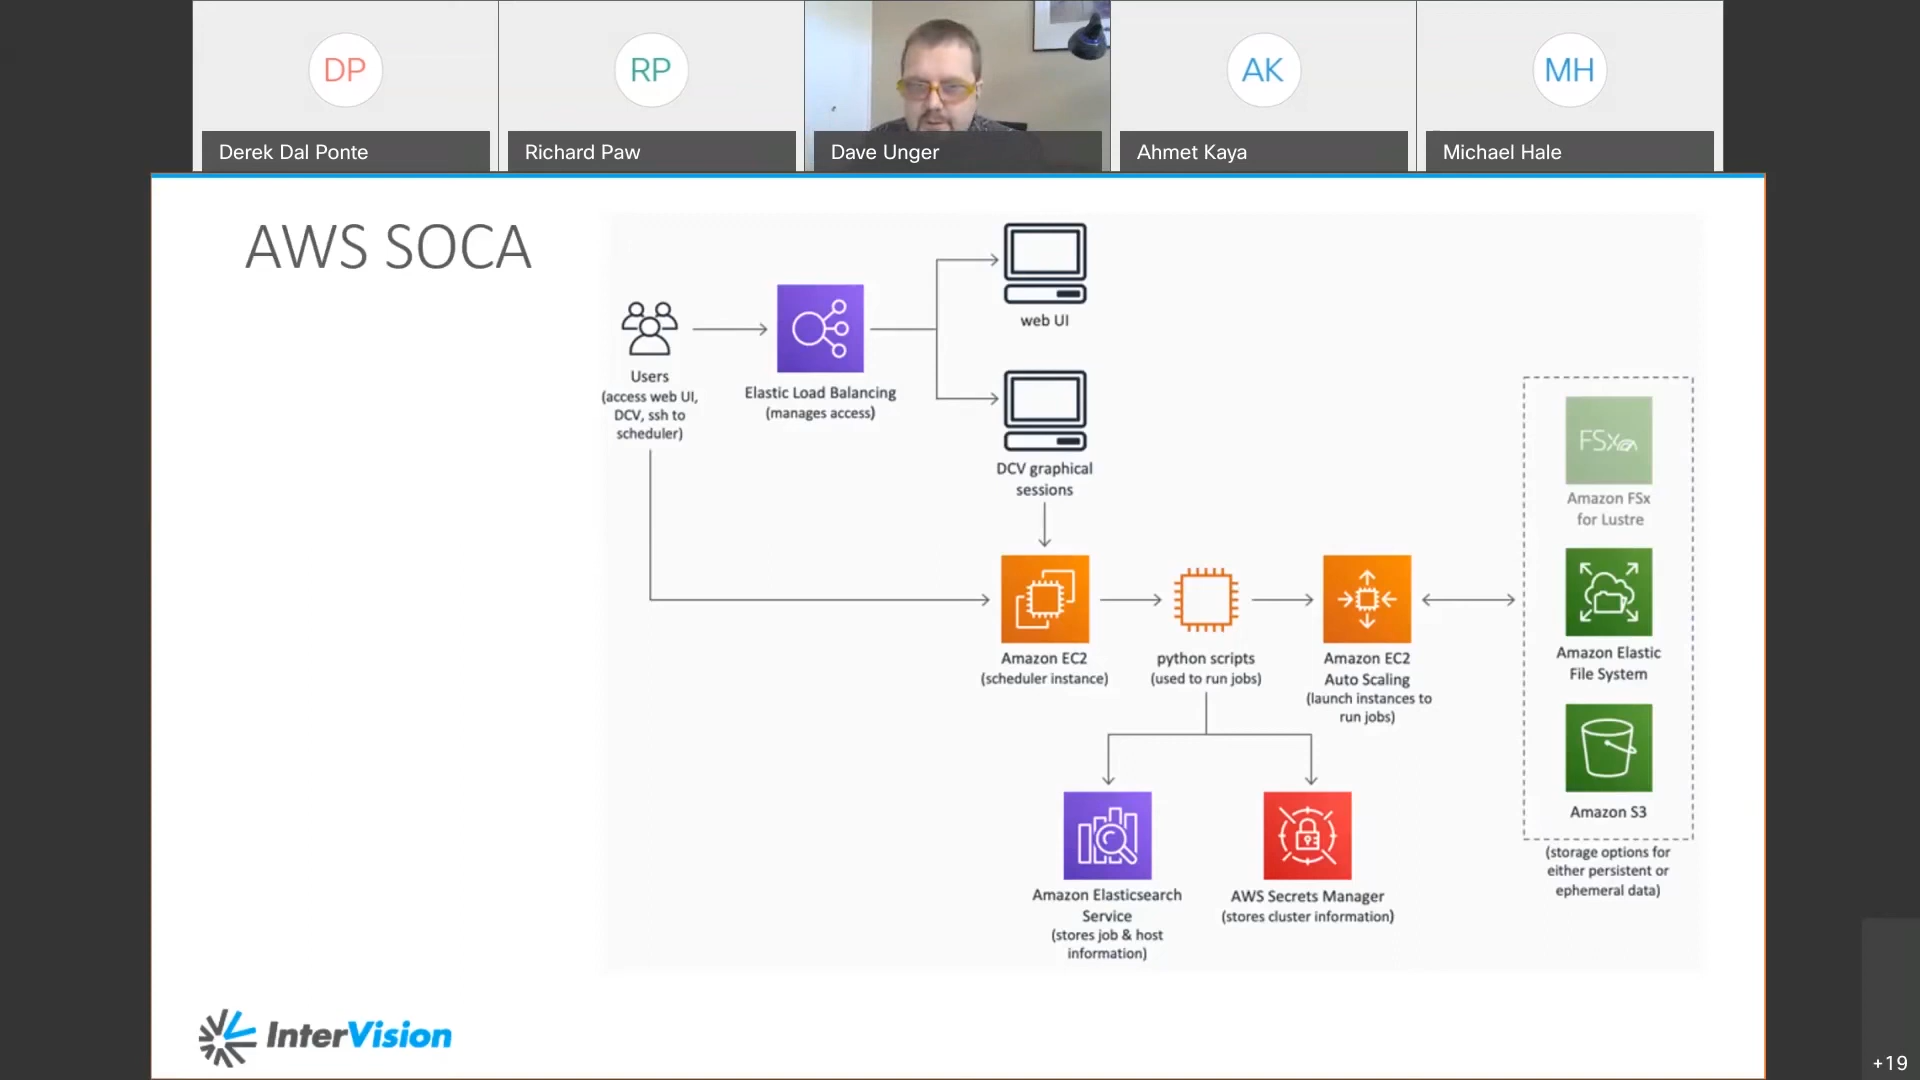 DP
RP
AK
MH
Derek Dal Ponte
Richard Paw
Dave Unger
Ahmet Kaya
Michael Hale
AWS SOCA
web UI
Users
(access web UI,
DCV, ssh to
scheduler)
Elastic Load Balancing
(manages access)
DCV graphical
sessions
FSx
Amazon FSx
for Lustre
Amazon Elastic
File System
Amazon S3
(storage options for
either persistent or
ephemeral data)
Amazon EC2
(scheduler instance)
python scripts
(used to run jobs)
Amazon EC2
Auto Scaling
(launch instances to
run jobs)
Amazon Elasticsearch
Service
(stores job & host
information)
AWS Secrets Manager
(stores cluster information)
InterVision
+19